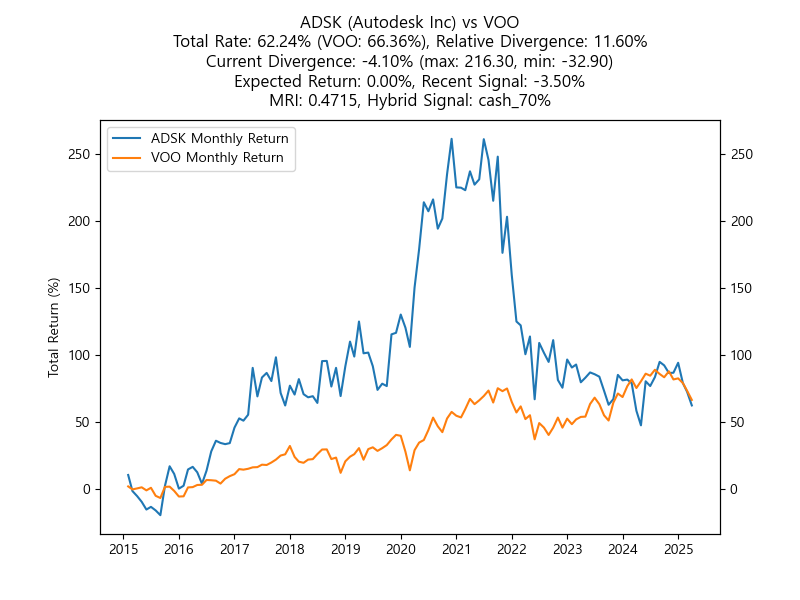 ADSK (Autodesk Inc) vs VOO
Total Rate: 62.24% (VOO: 66.36%), Relative Divergence: 11.60%
Current Divergence: -4.10% (max: 216.30, min: -32.90)
Expected Return: 0.00%, Recent Signal: -3.50%
MRI: 0.4715, Hybrid Signal: cash_70%
ADSK Monthly Return
VOO Monthly Return
Total Return (%)
250
200
150
100
50
0
250
200
150
100
50
0
2015 2016 2017 2018 2019 2020 2021 2022 2023 2024 2025